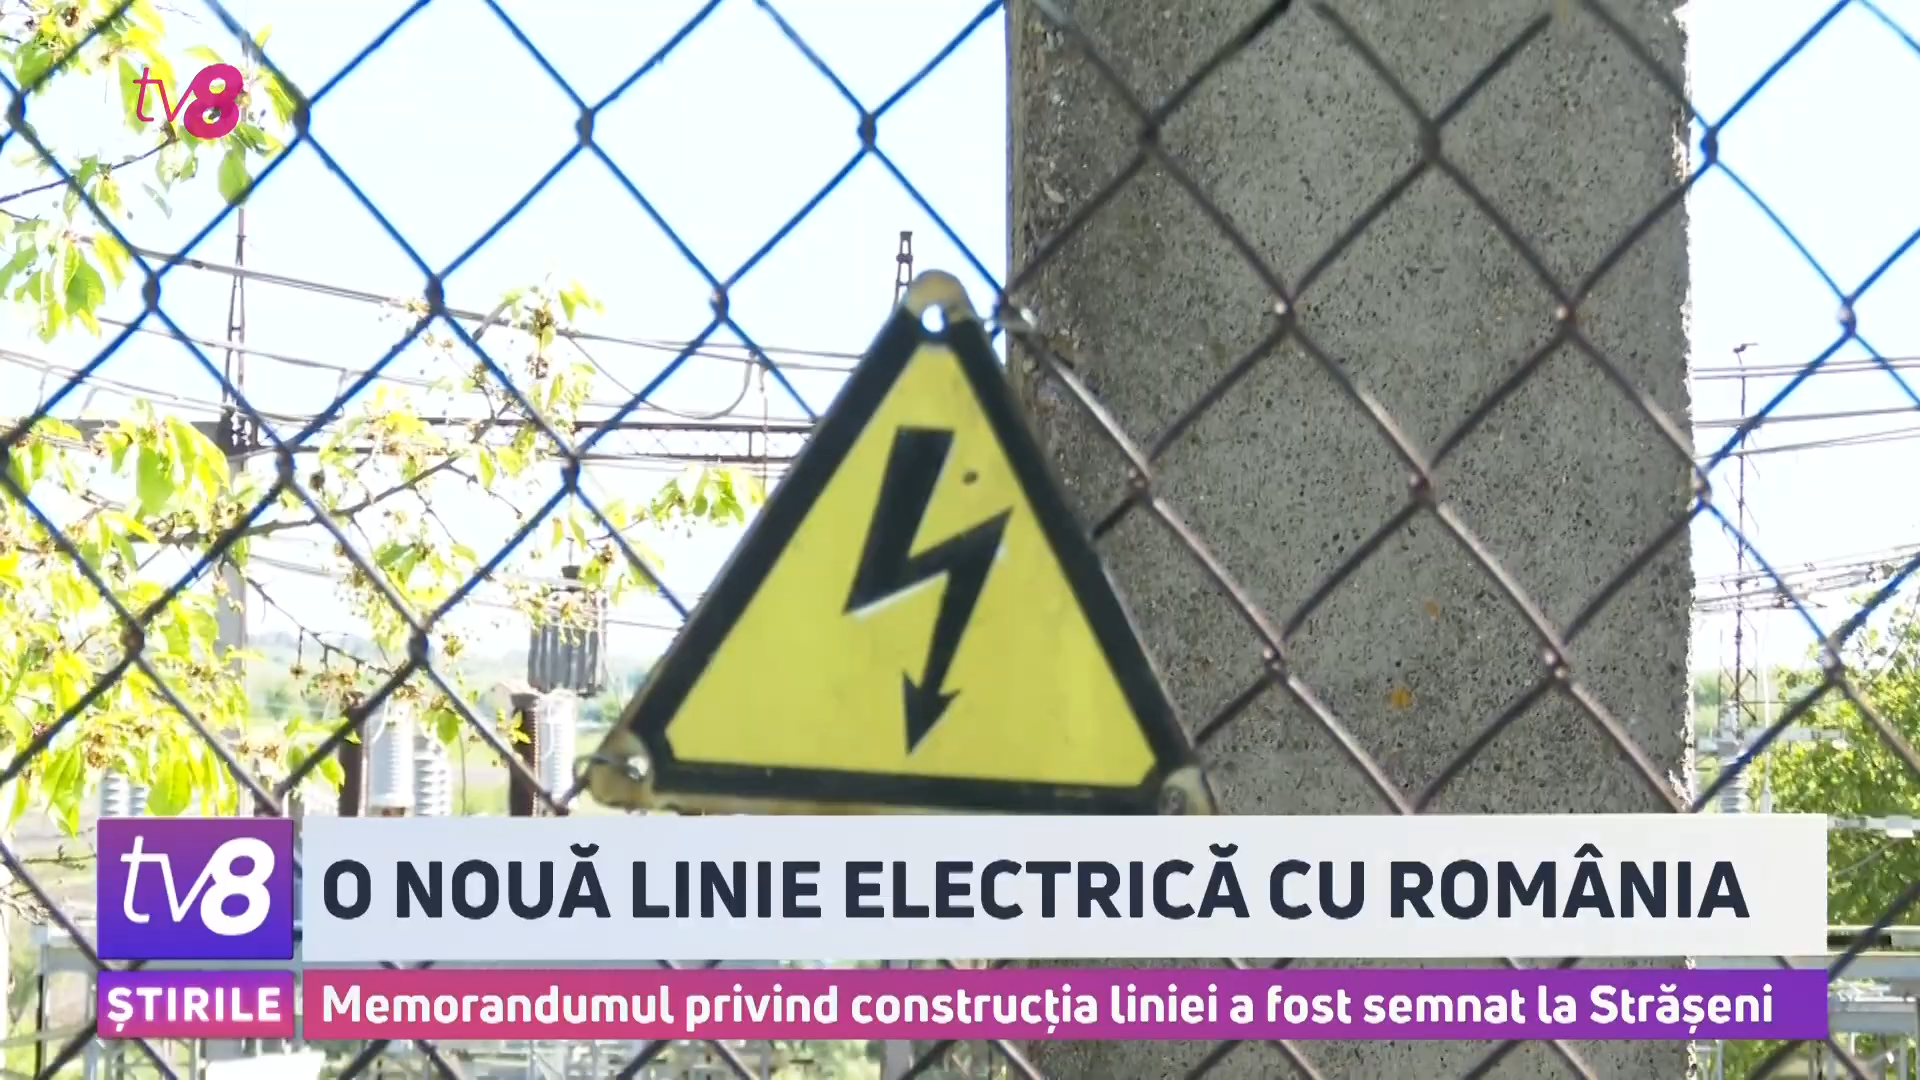 tv8
tv8
O NOUĂ LINIE ELECTRICĂ CU ROMÂNIA
ȘTIRILE
Memorandumul privind construcția liniei a fost semnat la Strășeni